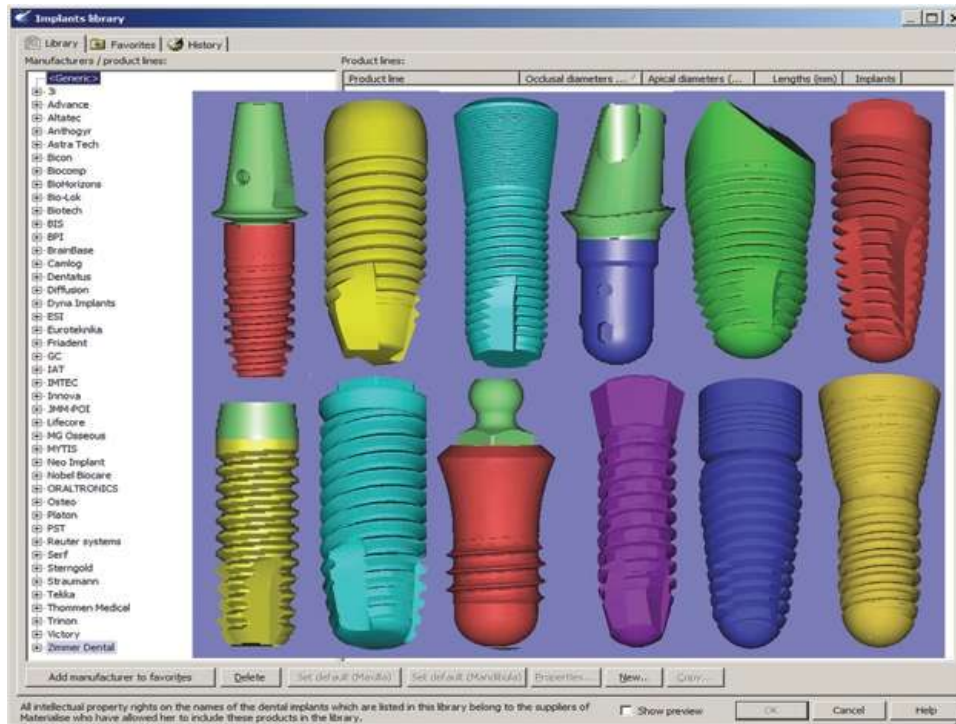 Implants library
Library Favorites History
Manufacturers / product lines: Product lines:
Product line Occlusal diameters ... Apical diameters (... Lengths (mm) Implants
<Generic>
3i
Advance
Altatec
Anthogyr
Astra Tech
Bicon
Biocomp
BioHorizons
Bio-Lok
Biotech
BIS
BPI
BrainBase
Camlog
Dentatus
Diffusion
Dyna Implants
ESI
Euroteknika
Friadent
GC
IAT
IMTEC
Innova
JMM-POI
Lifecore
MG Osseous
MYTIS
Neo Implant
Nobel Biocare
ORALTRONICS
Osteo
Platon
PST
Reuter systems
Serf
Sterngold
Straumann
Tekka
Thommen Medical
Trinon
Victory
Zimmer Dental
Add manufacturer to favorites Delete Set default (Maxilla) Set default (Mandibula) Properties... New... Copy...
All intellectual property rights on the names of the dental implants which are listed in this library belong to the suppliers of
Materialise who have allowed her to include these products in the library.
Show preview OK Cancel Help